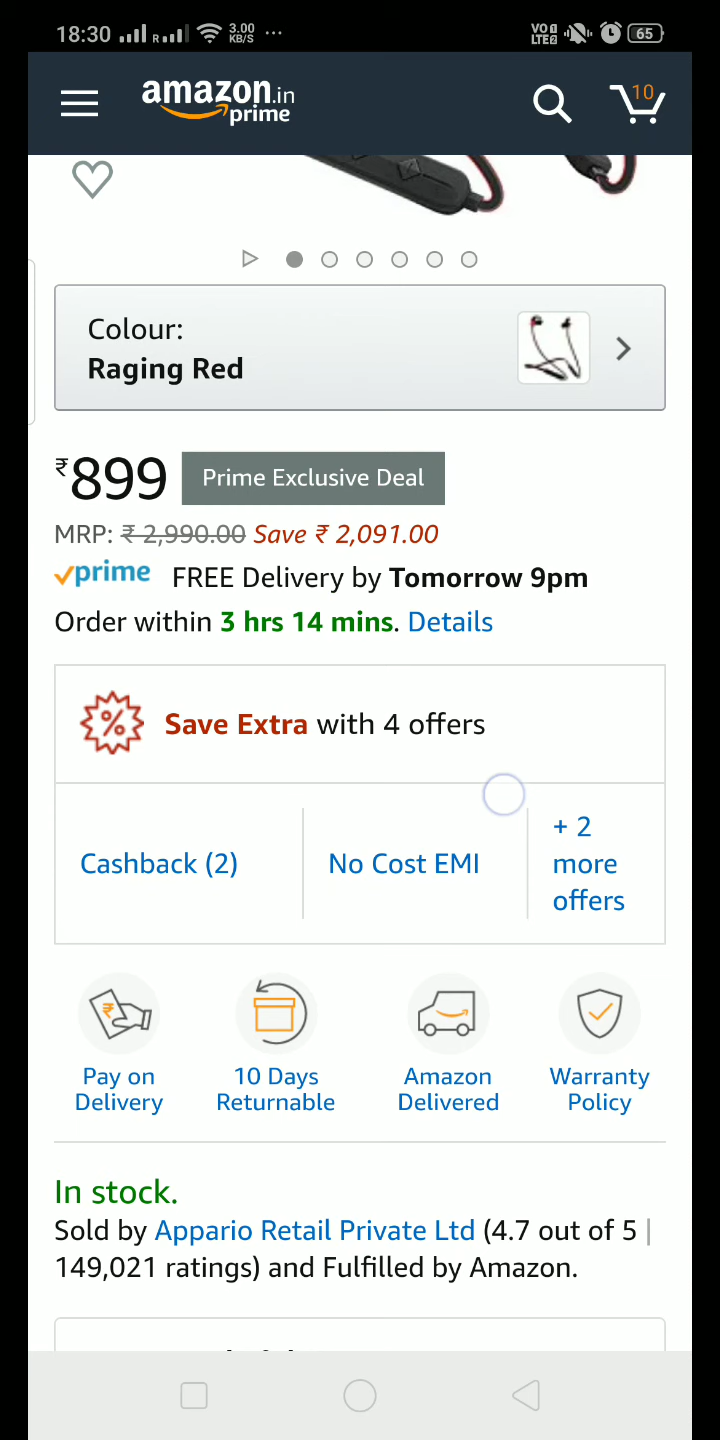 18:30 R 3.00 KB/S ... VO 1 LTE 2 65
amazon.in
prime
10
Colour:
Raging Red
₹899 Prime Exclusive Deal
MRP: ₹ 2,990.00 Save ₹ 2,091.00
prime FREE Delivery by Tomorrow 9pm
Order within 3 hrs 14 mins. Details
% Save Extra with 4 offers
Cashback (2)
No Cost EMI
+ 2
more
offers
₹
Pay on
Delivery
10 Days
Returnable
Amazon
Delivered
Warranty
Policy
In stock.
Sold by Appario Retail Private Ltd (4.7 out of 5 |
149,021 ratings) and Fulfilled by Amazon.